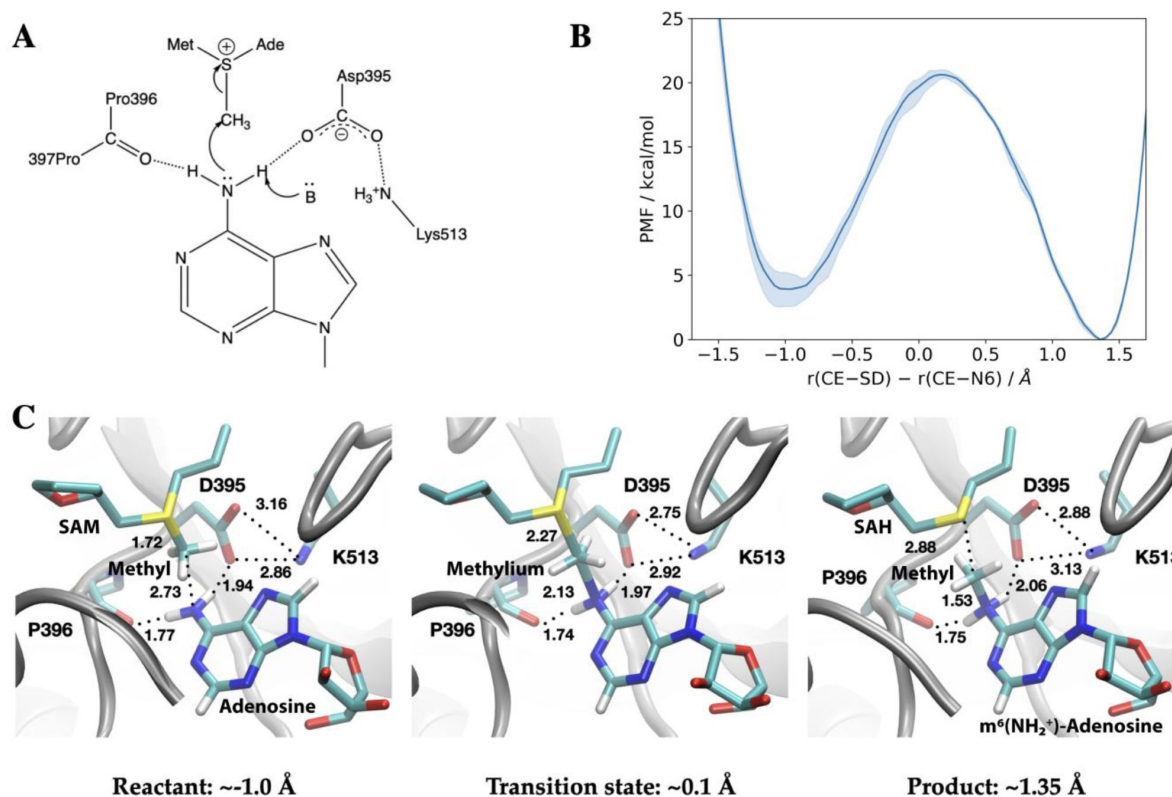 A
Met
⊕
Ade
S
CH₃
Asp395
Pro396
C
O
C
O
⊖
397Pro
O
H
H
N
B
H₃⁺N
Lys513
N
N
N
N
B
25
20
15
10
5
0
PMF / kcal/mol
−1.5 −1.0 −0.5 0.0 0.5 1.0 1.5
r(CE−SD) − r(CE−N6) / Å
C
D395
3.16
SAM
1.72
K513
Methyl
2.86
2.73
1.94
P396
1.77
Adenosine
Reactant: ~-1.0 Å
D395
2.75
2.27
K513
Methylium
2.92
2.13
1.97
P396
1.74
Transition state: ~0.1 Å
D395
2.88
SAH
2.88
K513
Methyl
3.13
P396
2.06
1.53
1.75
m⁶(NH₂⁺)-Adenosine
Product: ~1.35 Å